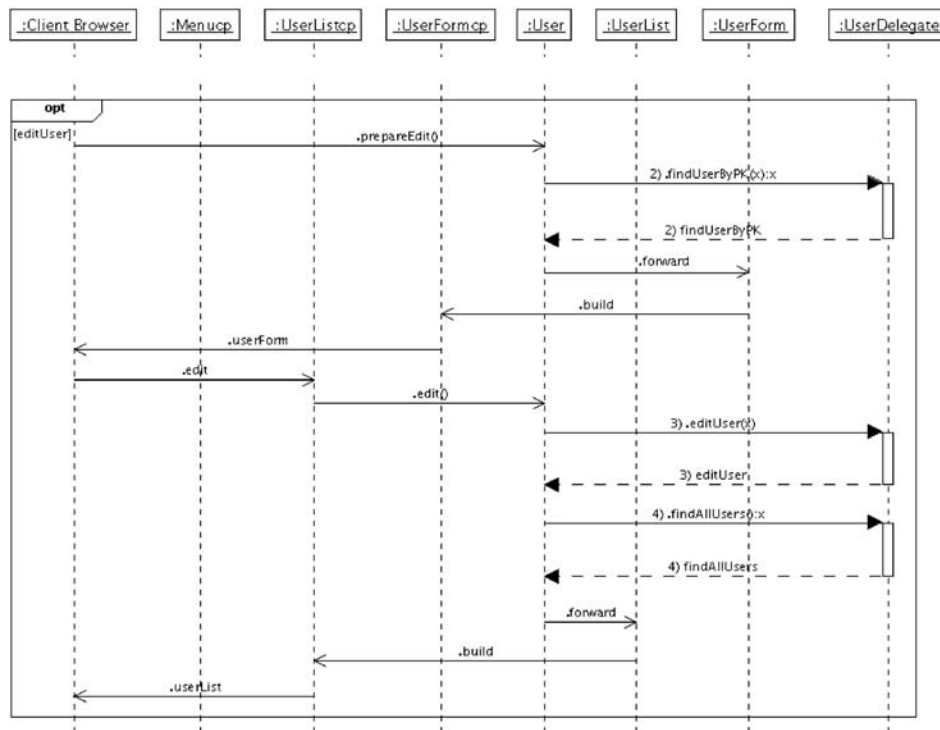 :Client Browser :Menucp :UserListcp :UserFormcp :User :UserList :UserForm :UserDelegate
opt
[editUser]
.prepareEdit()
2) .findUserByPK(x):x
2) findUserByPK
.forward
.build
.userForm
.edit
.edit()
3) .editUser(x)
3) editUser
4) .findAllUsers():x
4) findAllUsers
.forward
.build
.userList